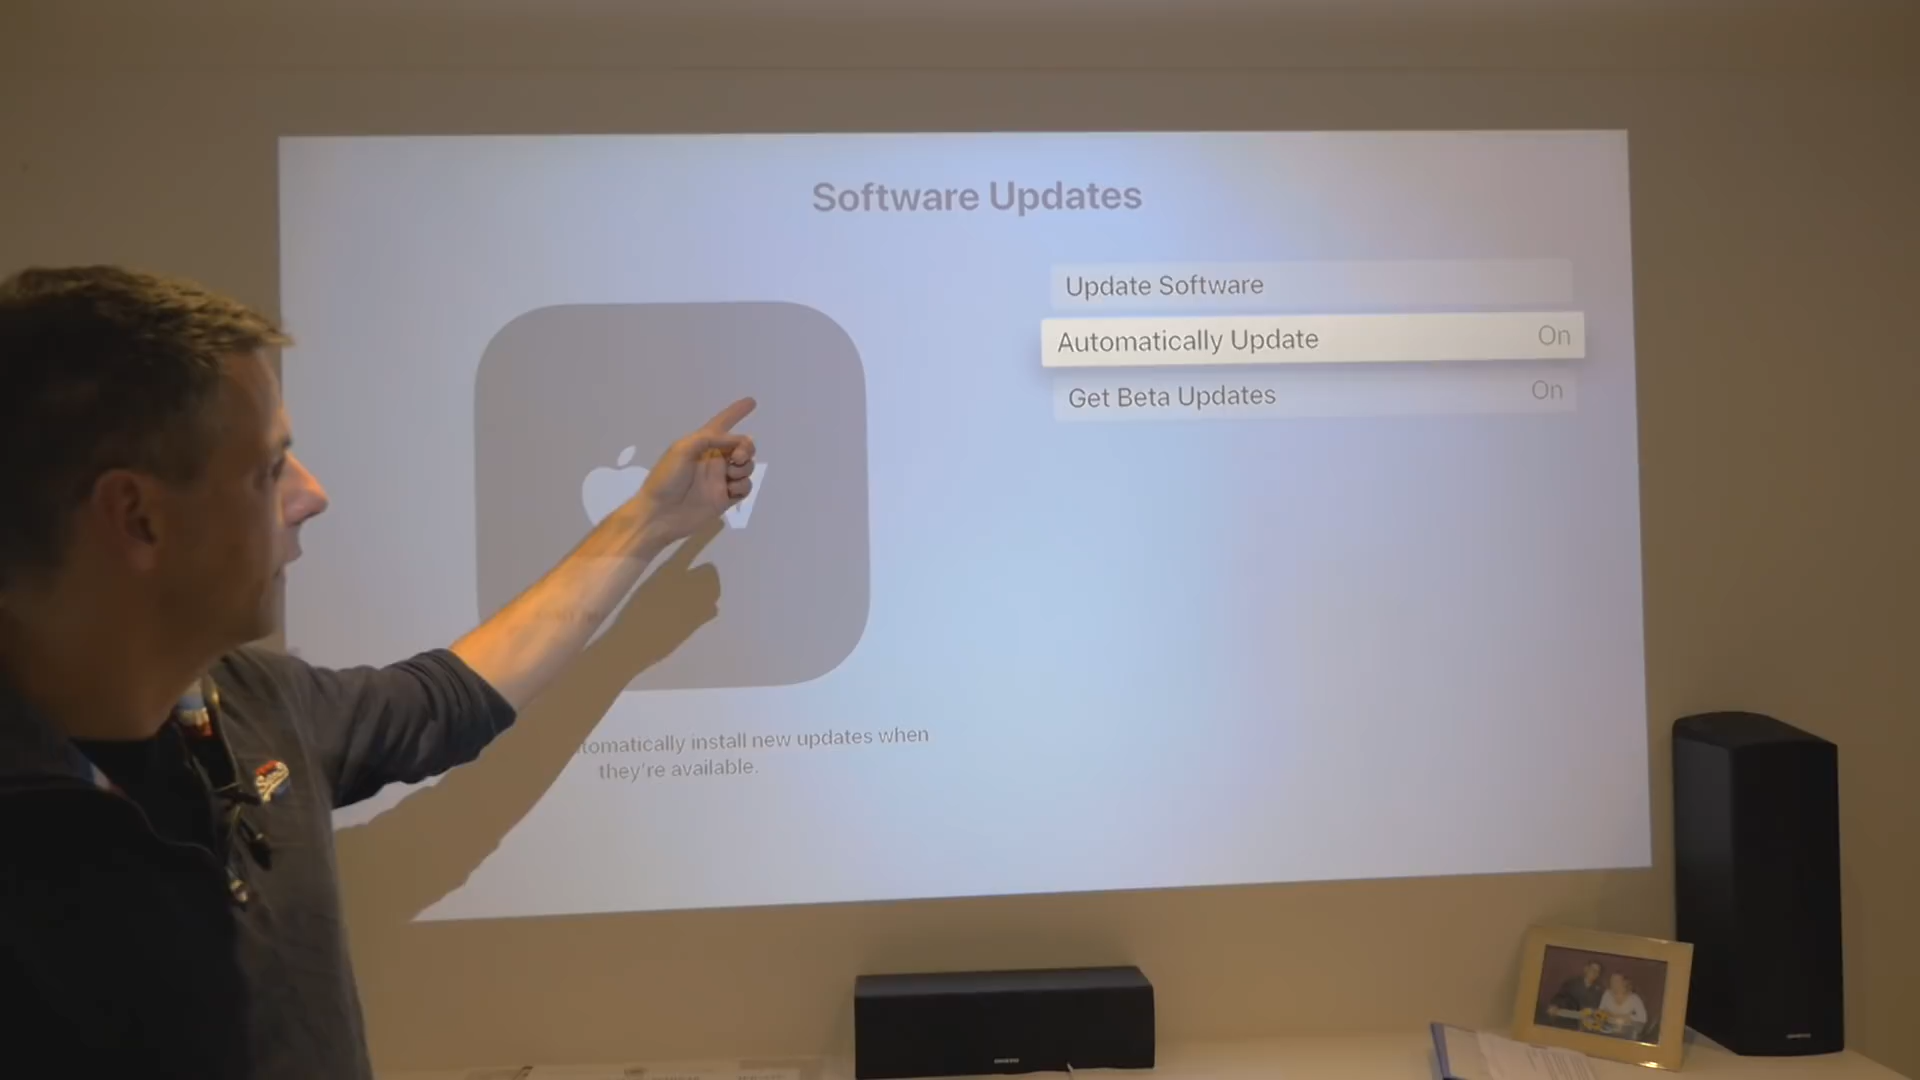 Software Updates
Update Software
Automatically Update On
Get Beta Updates On
tomatically install new updates when
they're available.
ONKYO